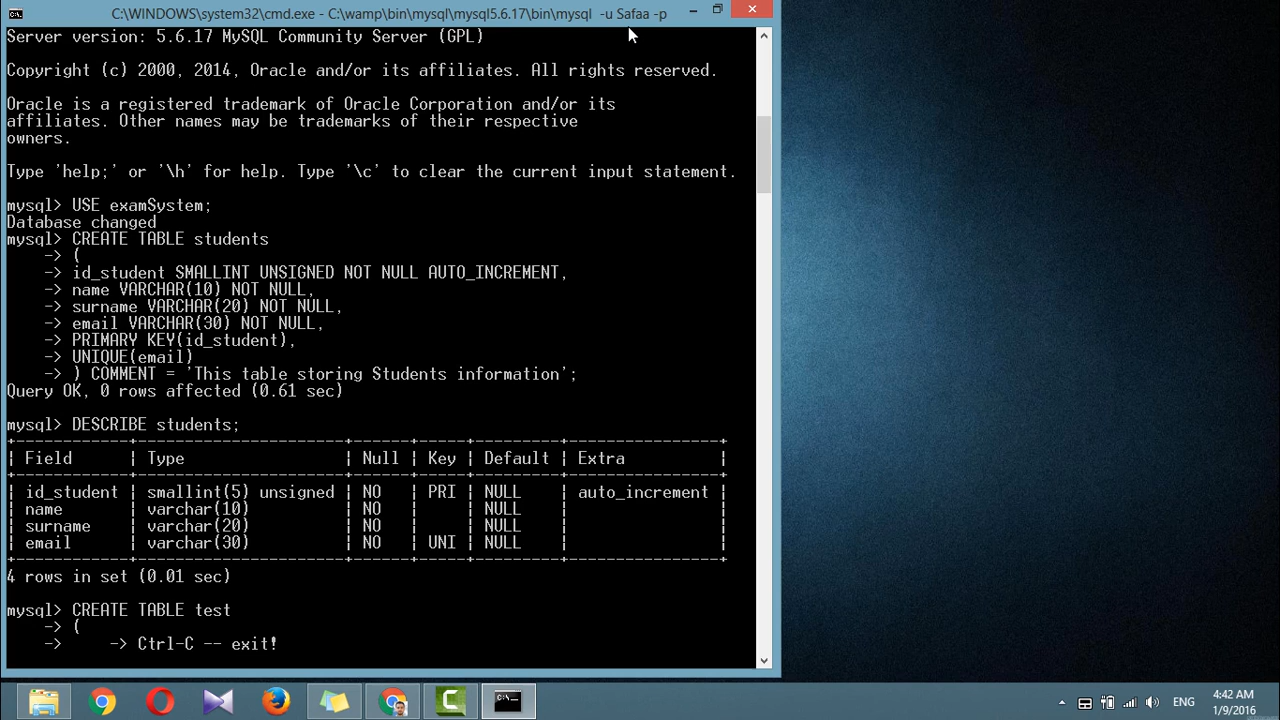 C:\WINDOWS\system32\cmd.exe - C:\wamp\bin\mysql\mysql5.6.17\bin\mysql -u Safaa -p
Server version: 5.6.17 MySQL Community Server (GPL)
Copyright (c) 2000, 2014, Oracle and/or its affiliates. All rights reserved.
Oracle is a registered trademark of Oracle Corporation and/or its
affiliates. Other names may be trademarks of their respective
owners.
Type 'help;' or '\h' for help. Type '\c' to clear the current input statement.
mysql> USE examSystem;
Database changed
mysql> CREATE TABLE students
-> (
-> id_student SMALLINT UNSIGNED NOT NULL AUTO_INCREMENT,
-> name VARCHAR(10) NOT NULL,
-> surname VARCHAR(20) NOT NULL,
-> email VARCHAR(30) NOT NULL,
-> PRIMARY KEY(id_student),
-> UNIQUE(email)
-> ) COMMENT = 'This table storing Students information';
Query OK, 0 rows affected (0.61 sec)
mysql> DESCRIBE students;
+-------------+----------------------+------+-----+---------+----------------+
| Field | Type | Null | Key | Default | Extra |
+-------------+----------------------+------+-----+---------+----------------+
| id_student | smallint(5) unsigned | NO | PRI | NULL | auto_increment |
| name | varchar(10) | NO | | NULL | |
| surname | varchar(20) | NO | | NULL | |
| email | varchar(30) | NO | UNI | NULL | |
+-------------+----------------------+------+-----+---------+----------------+
4 rows in set (0.01 sec)
mysql> CREATE TABLE test
-> (
-> -> Ctrl-C -- exit!
ENG
4:42 AM
1/9/2016